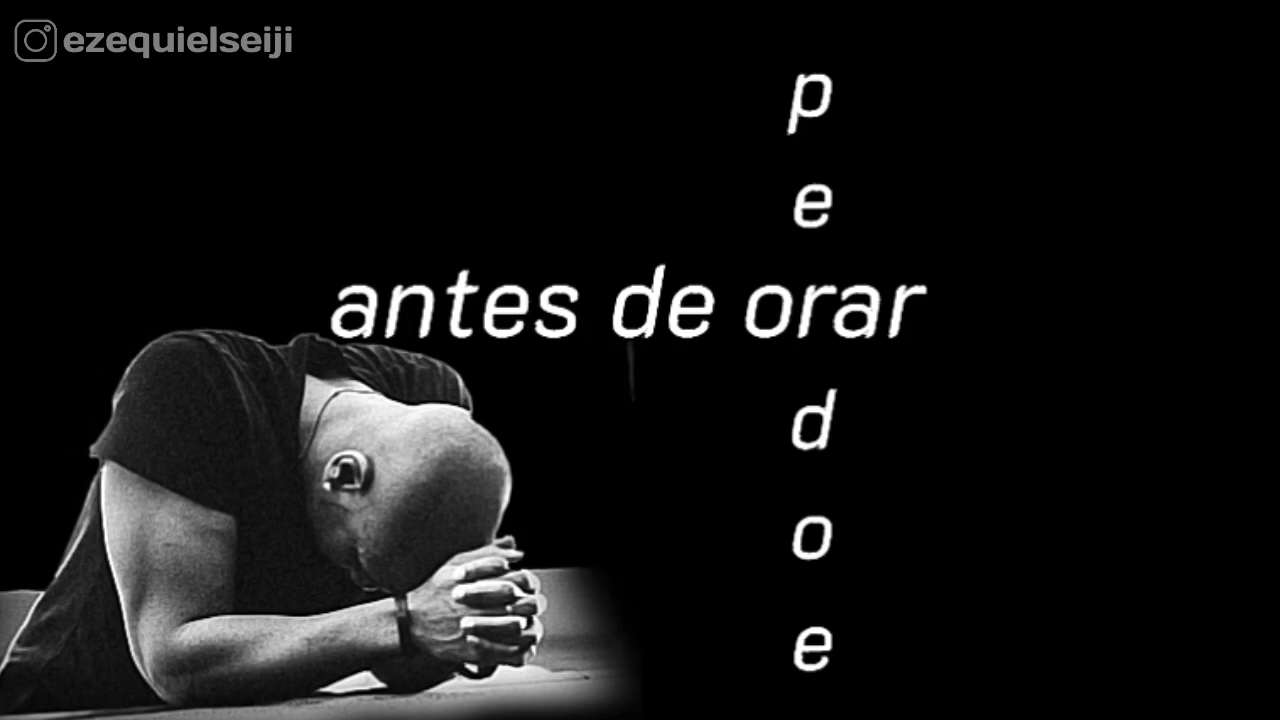 ezequielseiji
p
e
antes de orar
d
o
e